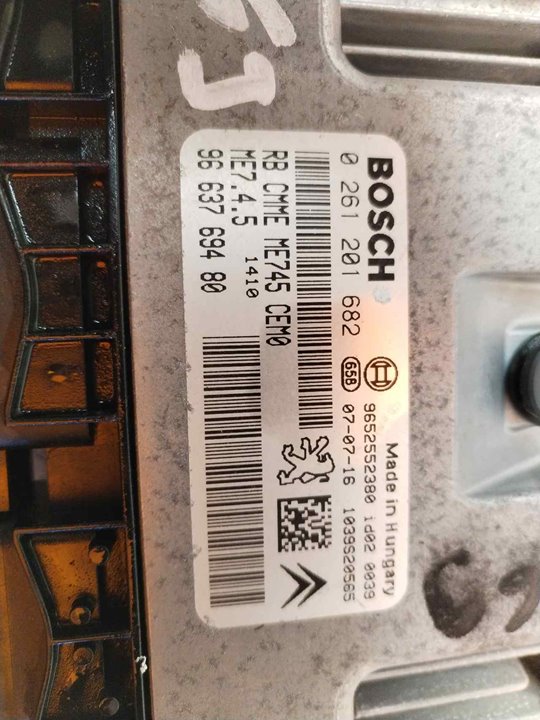 BOSCH
Made in Hungary
0 261 201 682
65B
9652552380 id02 0039
07-07-16 1039S20565
RB CMME ME745 CEM0
ME7.4.5 1410
96 637 694 80